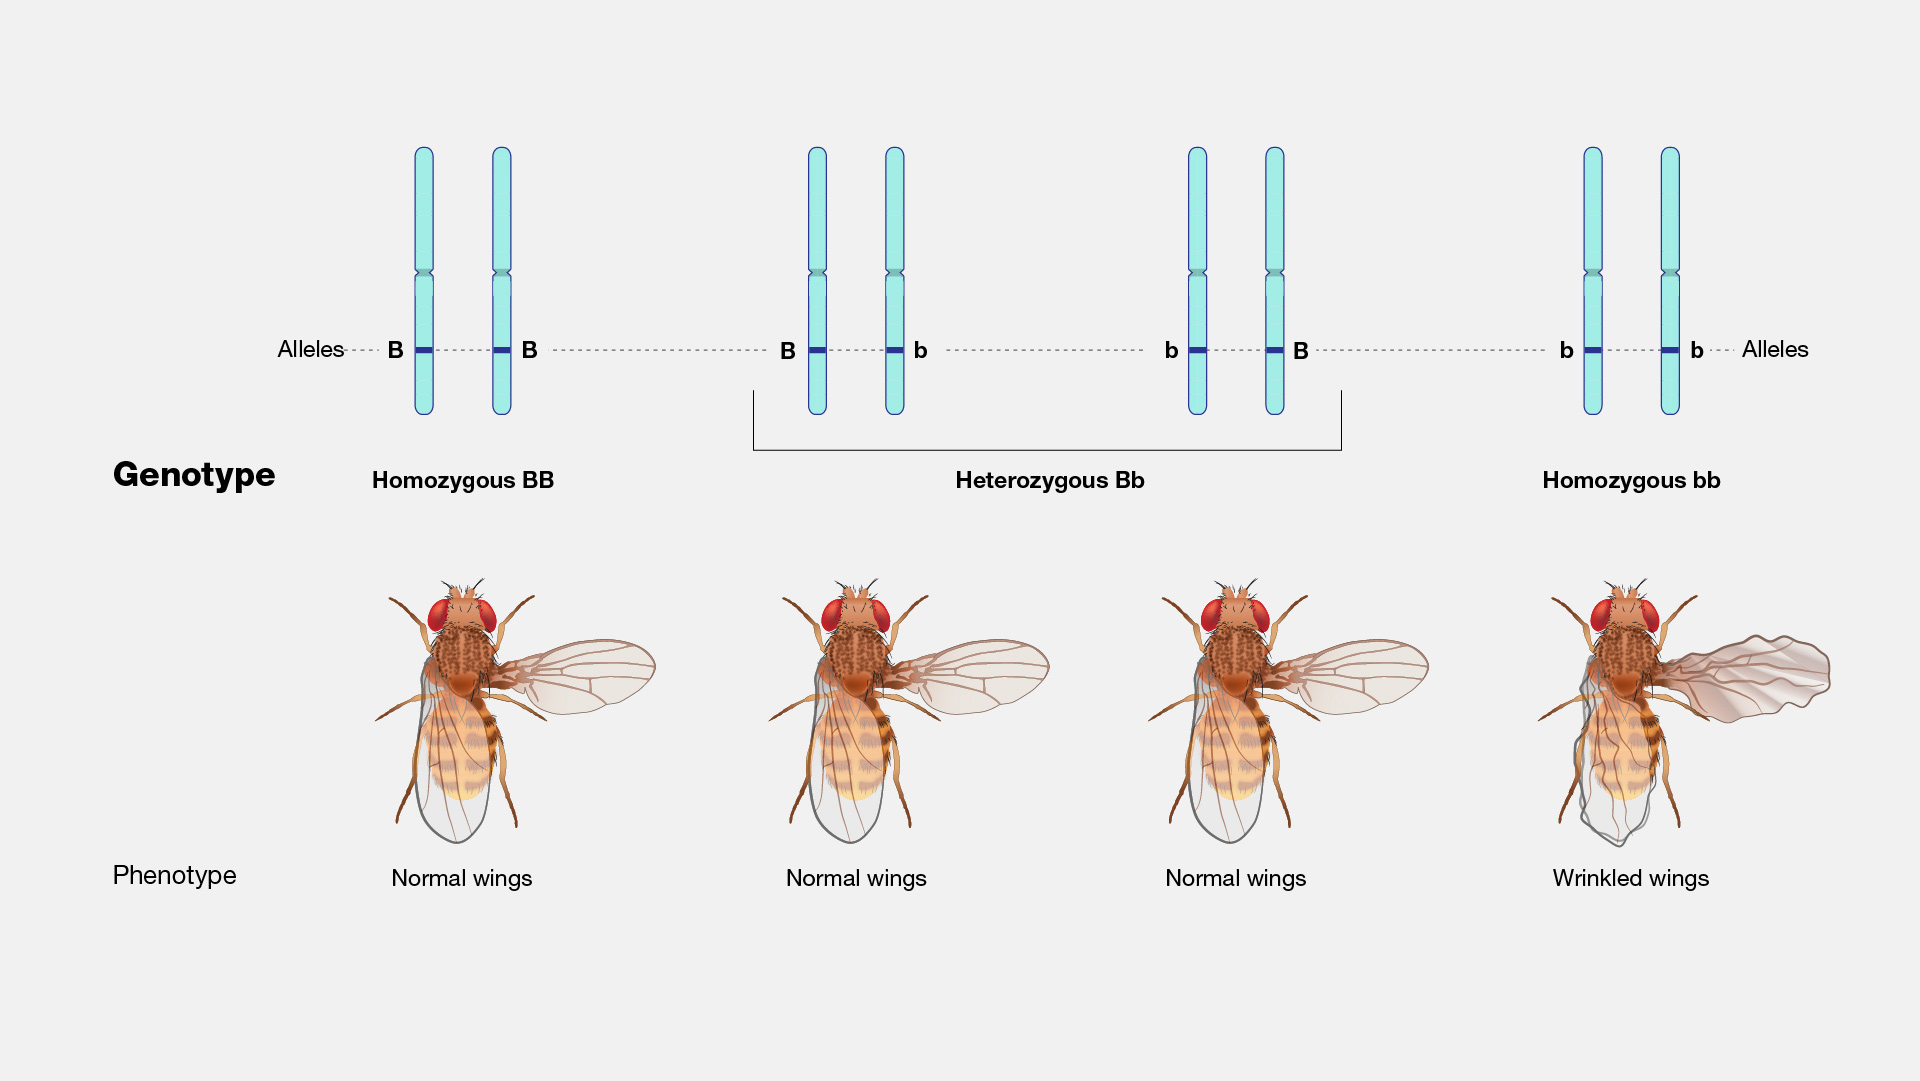 Alleles B B B b b B b b Alleles
Genotype Homozygous BB Heterozygous Bb Homozygous bb
Phenotype Normal wings Normal wings Normal wings Wrinkled wings